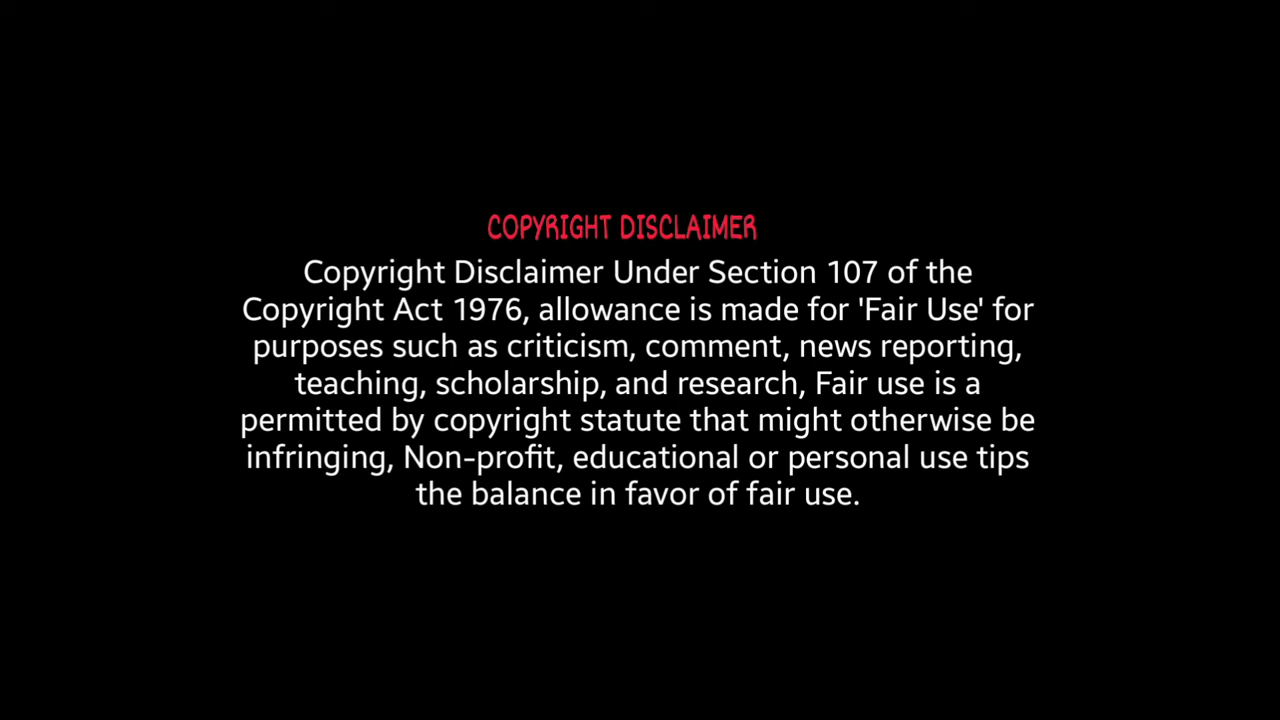 COPYRIGHT DISCLAIMER
Copyright Disclaimer Under Section 107 of the
Copyright Act 1976, allowance is made for 'Fair Use' for
purposes such as criticism, comment, news reporting,
teaching, scholarship, and research, Fair use is a
permitted by copyright statute that might otherwise be
infringing, Non-profit, educational or personal use tips
the balance in favor of fair use.